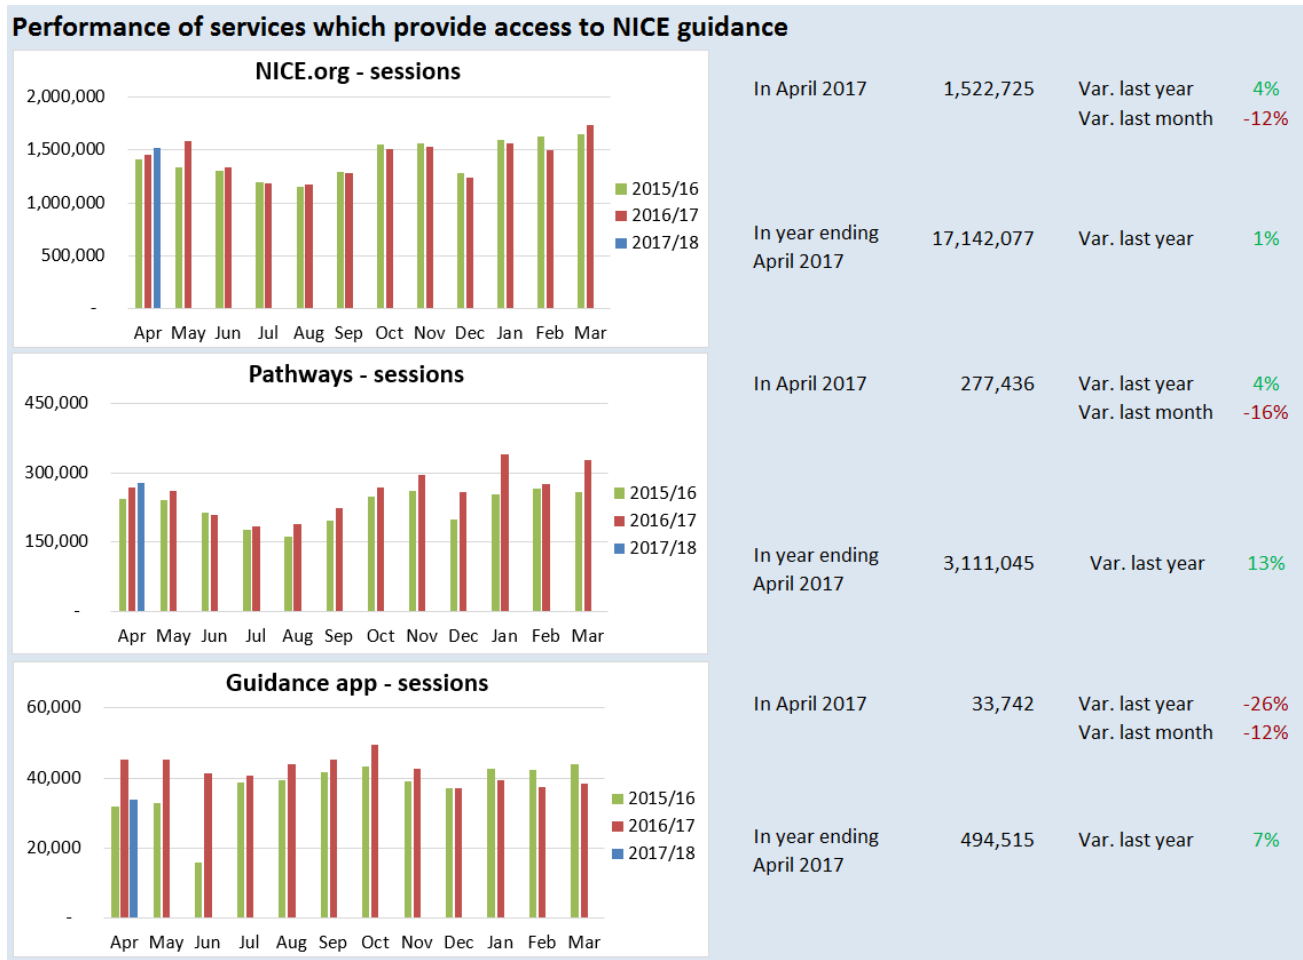 Performance of services which provide access to NICE guidance
NICE.org - sessions
2,000,000
1,500,000
1,000,000
500,000
-
Apr May Jun Jul Aug Sep Oct Nov Dec Jan Feb Mar
2015/16
2016/17
2017/18
In April 2017 1,522,725 Var. last year 4%
Var. last month -12%
In year ending
April 2017
17,142,077 Var. last year 1%
Pathways - sessions
450,000
300,000
150,000
-
Apr May Jun Jul Aug Sep Oct Nov Dec Jan Feb Mar
2015/16
2016/17
2017/18
In April 2017 277,436 Var. last year 4%
Var. last month -16%
In year ending
April 2017
3,111,045 Var. last year 13%
Guidance app - sessions
60,000
40,000
20,000
-
Apr May Jun Jul Aug Sep Oct Nov Dec Jan Feb Mar
2015/16
2016/17
2017/18
In April 2017 33,742 Var. last year -26%
Var. last month -12%
In year ending
April 2017
494,515 Var. last year 7%